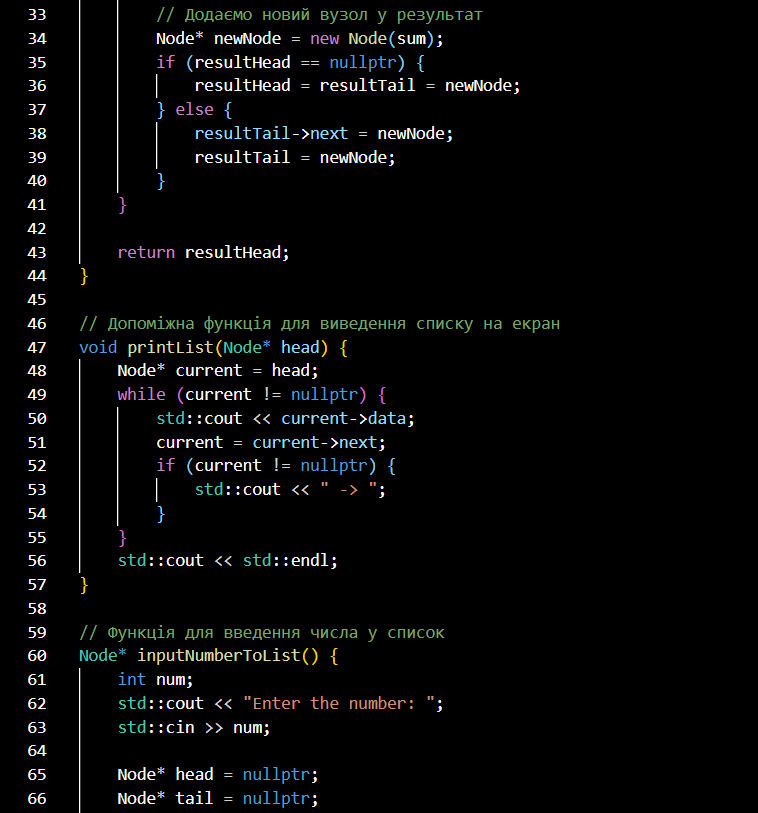 33 // Додаємо новий вузол у результат
34 Node* newNode = new Node(sum);
35 if (resultHead == nullptr) {
36 resultHead = resultTail = newNode;
37 } else {
38 resultTail->next = newNode;
39 resultTail = newNode;
40 }
41 }
42
43 return resultHead;
44 }
45
46 // Допоміжна функція для виведення списку на екран
47 void printList(Node* head) {
48 Node* current = head;
49 while (current != nullptr) {
50 std::cout << current->data;
51 current = current->next;
52 if (current != nullptr) {
53 std::cout << " -> ";
54 }
55 }
56 std::cout << std::endl;
57 }
58
59 // Функція для введення числа у список
60 Node* inputNumberToList() {
61 int num;
62 std::cout << "Enter the number: ";
63 std::cin >> num;
64
65 Node* head = nullptr;
66 Node* tail = nullptr;